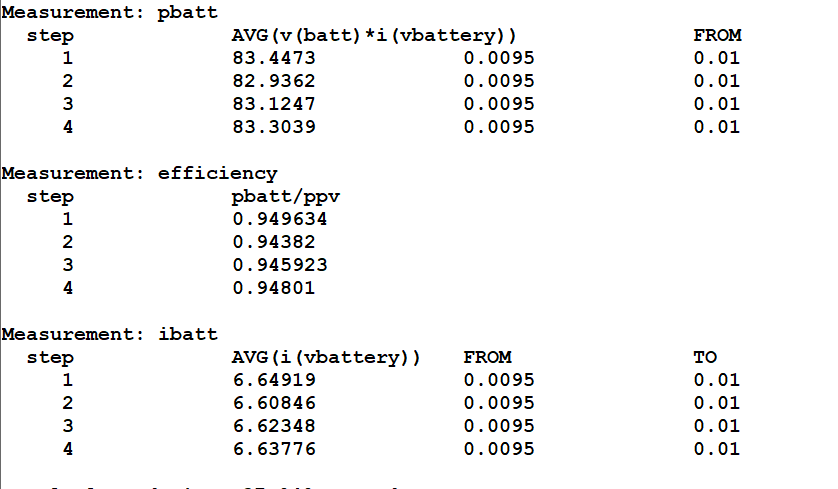 Measurement: pbatt
step AVG(v(batt)*i(vbattery)) FROM
1 83.4473 0.0095 0.01
2 82.9362 0.0095 0.01
3 83.1247 0.0095 0.01
4 83.3039 0.0095 0.01
Measurement: efficiency
step pbatt/ppv
1 0.949634
2 0.94382
3 0.945923
4 0.94801
Measurement: ibatt
step AVG(i(vbattery)) FROM TO
1 6.64919 0.0095 0.01
2 6.60846 0.0095 0.01
3 6.62348 0.0095 0.01
4 6.63776 0.0095 0.01